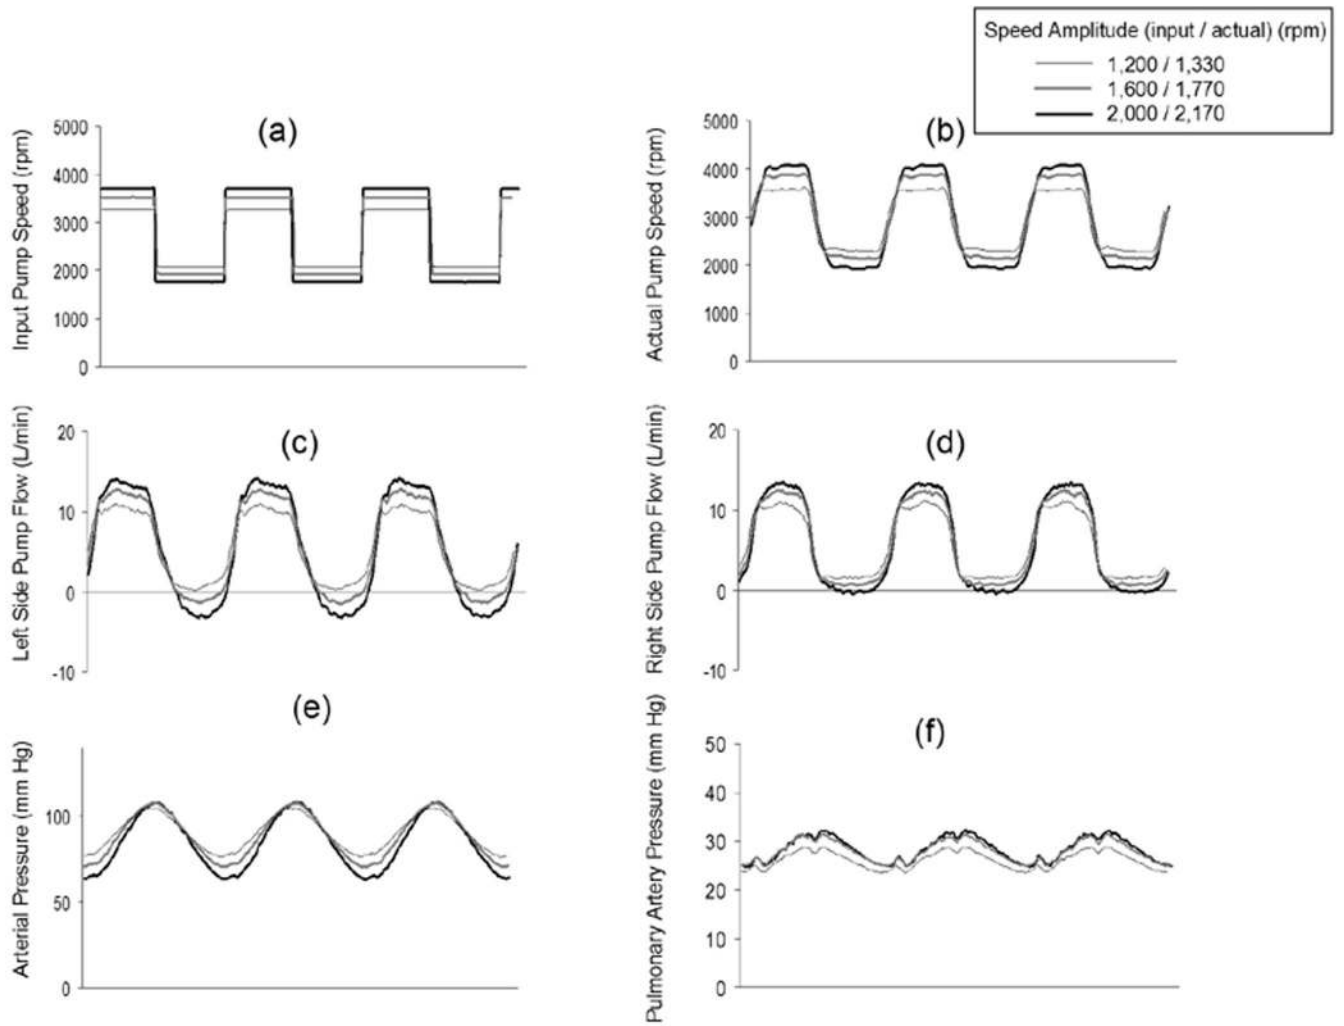 Speed Amplitude (input / actual) (rpm)
1,200 / 1,330
1,600 / 1,770
2,000 / 2,170
(a)
Input Pump Speed (rpm)
5000
4000
3000
2000
1000
0
(b)
Actual Pump Speed (rpm)
5000
4000
3000
2000
1000
0
(c)
Left Side Pump Flow (L/min)
20
10
0
-10
(d)
Right Side Pump Flow (L/min)
20
10
0
-10
(e)
Arterial Pressure (mm Hg)
100
50
0
(f)
Pulmonary Artery Pressure (mm Hg)
50
40
30
20
10
0